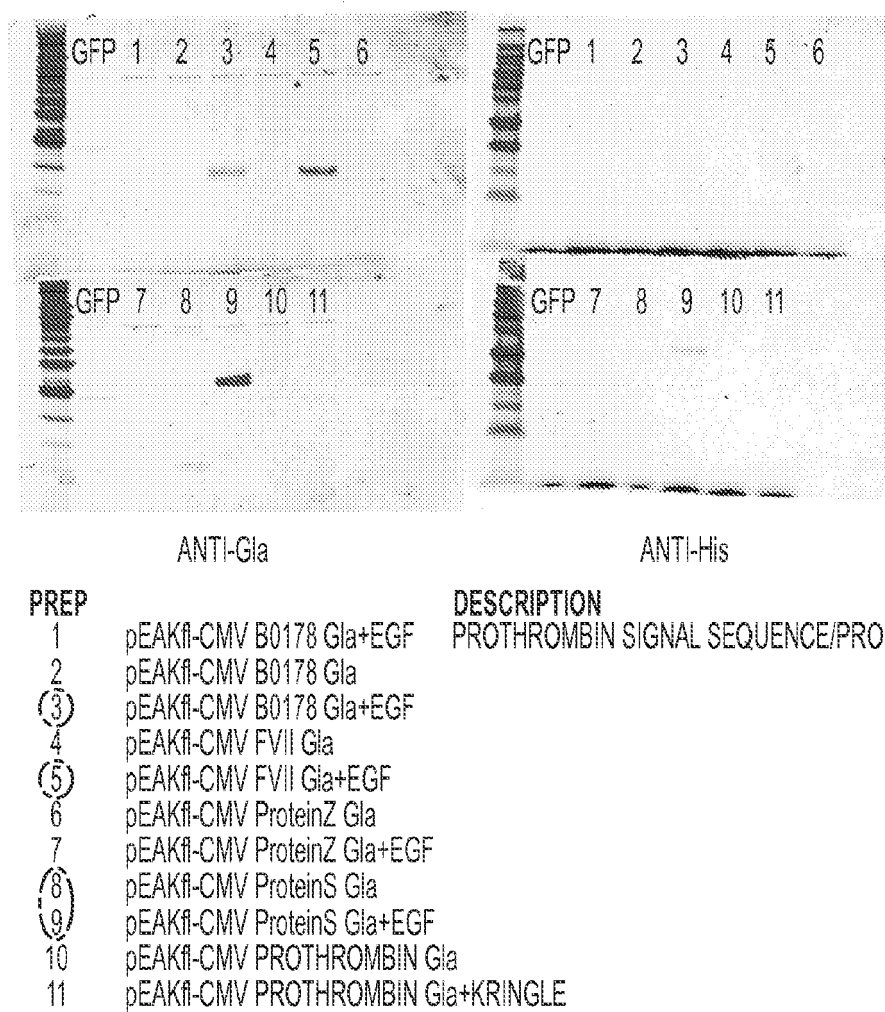 GFP 1 2 3 4 5 6
GFP 1 2 3 4 5 6
GFP 7 8 9 10 11
GFP 7 8 9 10 11
ANTI-Gla
ANTI-His
PREP DESCRIPTION
1 pEAKfl-CMV B0178 Gla+EGF PROTHROMBIN SIGNAL SEQUENCE/PRO
2 pEAKfl-CMV B0178 Gla
3 pEAKfl-CMV B0178 Gla+EGF
4 pEAKfl-CMV FVII Gla
5 pEAKfl-CMV FVII Gla+EGF
6 pEAKfl-CMV ProteinZ Gla
7 pEAKfl-CMV ProteinZ Gla+EGF
8 pEAKfl-CMV ProteinS Gla
9 pEAKfl-CMV ProteinS Gla+EGF
10 pEAKfl-CMV PROTHROMBIN Gla
11 pEAKfl-CMV PROTHROMBIN Gla+KRINGLE